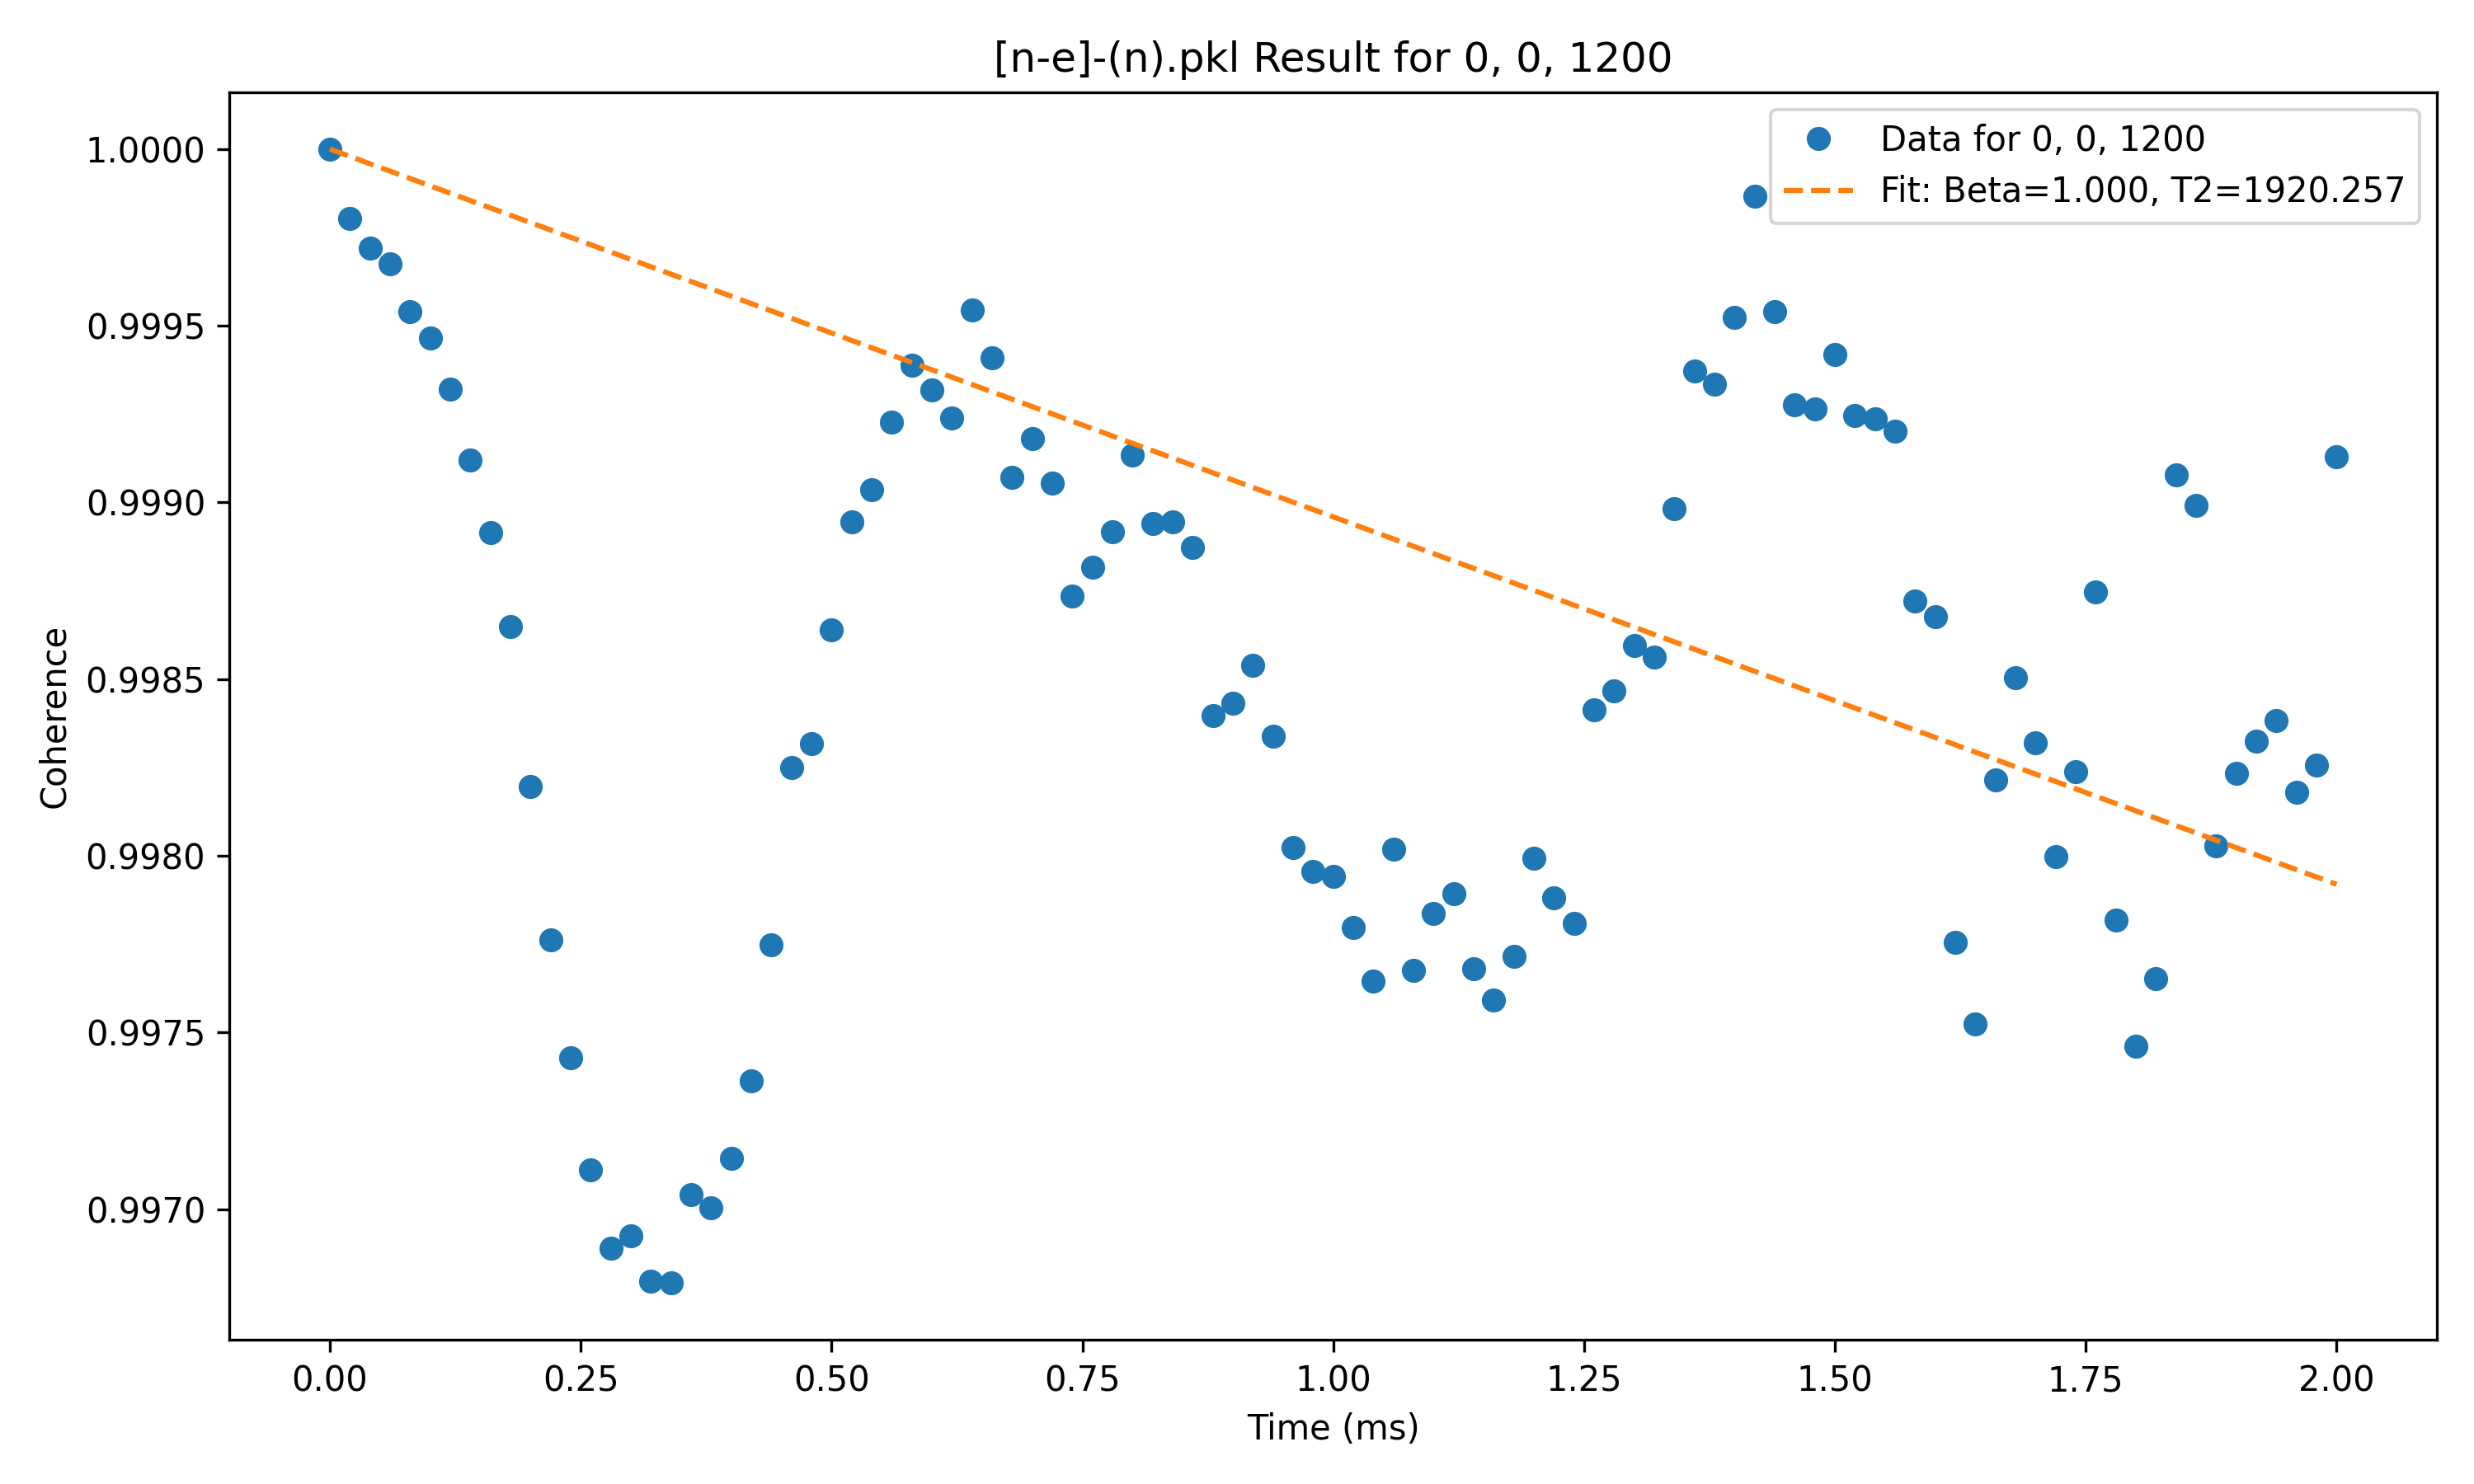 [n-e]-(n).pkl Result for 0, 0, 1200
Data for 0, 0, 1200
Fit: Beta=1.000, T2=1920.257
Coherence
1.0000
0.9995
0.9990
0.9985
0.9980
0.9975
0.9970
0.00 0.25 0.50 0.75 1.00 1.25 1.50 1.75 2.00
Time (ms)